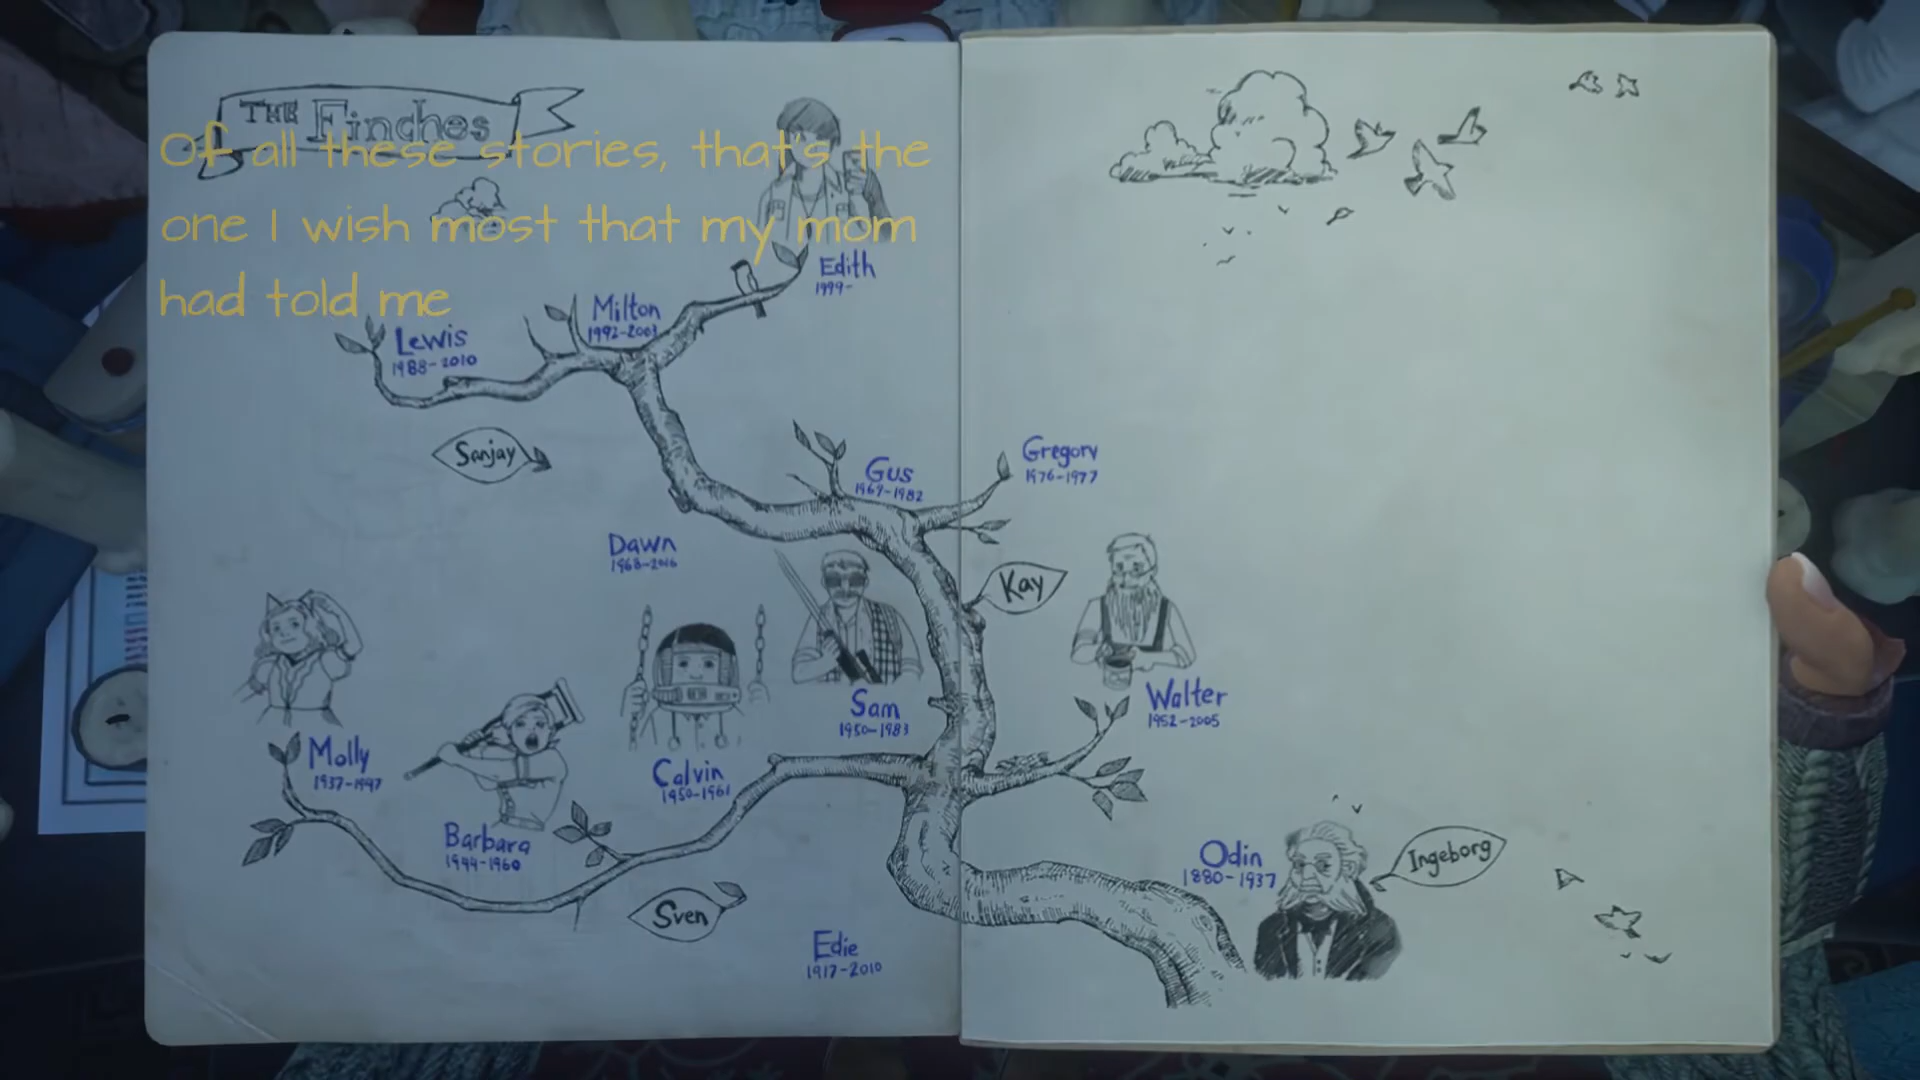 THE Finches
Of all these stories, that's the
one I wish most that my mom
had told me
Edith
1999-
Milton
1992-2003
Lewis
1988-2010
Sanjay
Gus
1969-1982
Gregory
1976-1977
Dawn
1968-2016
Kay
Sam
1950-1983
Walter
1952-2005
Molly
1937-1947
Calvin
1950-1961
Barbara
1944-1960
Odin
1880-1937
Ingeborg
Sven
Edie
1917-2010